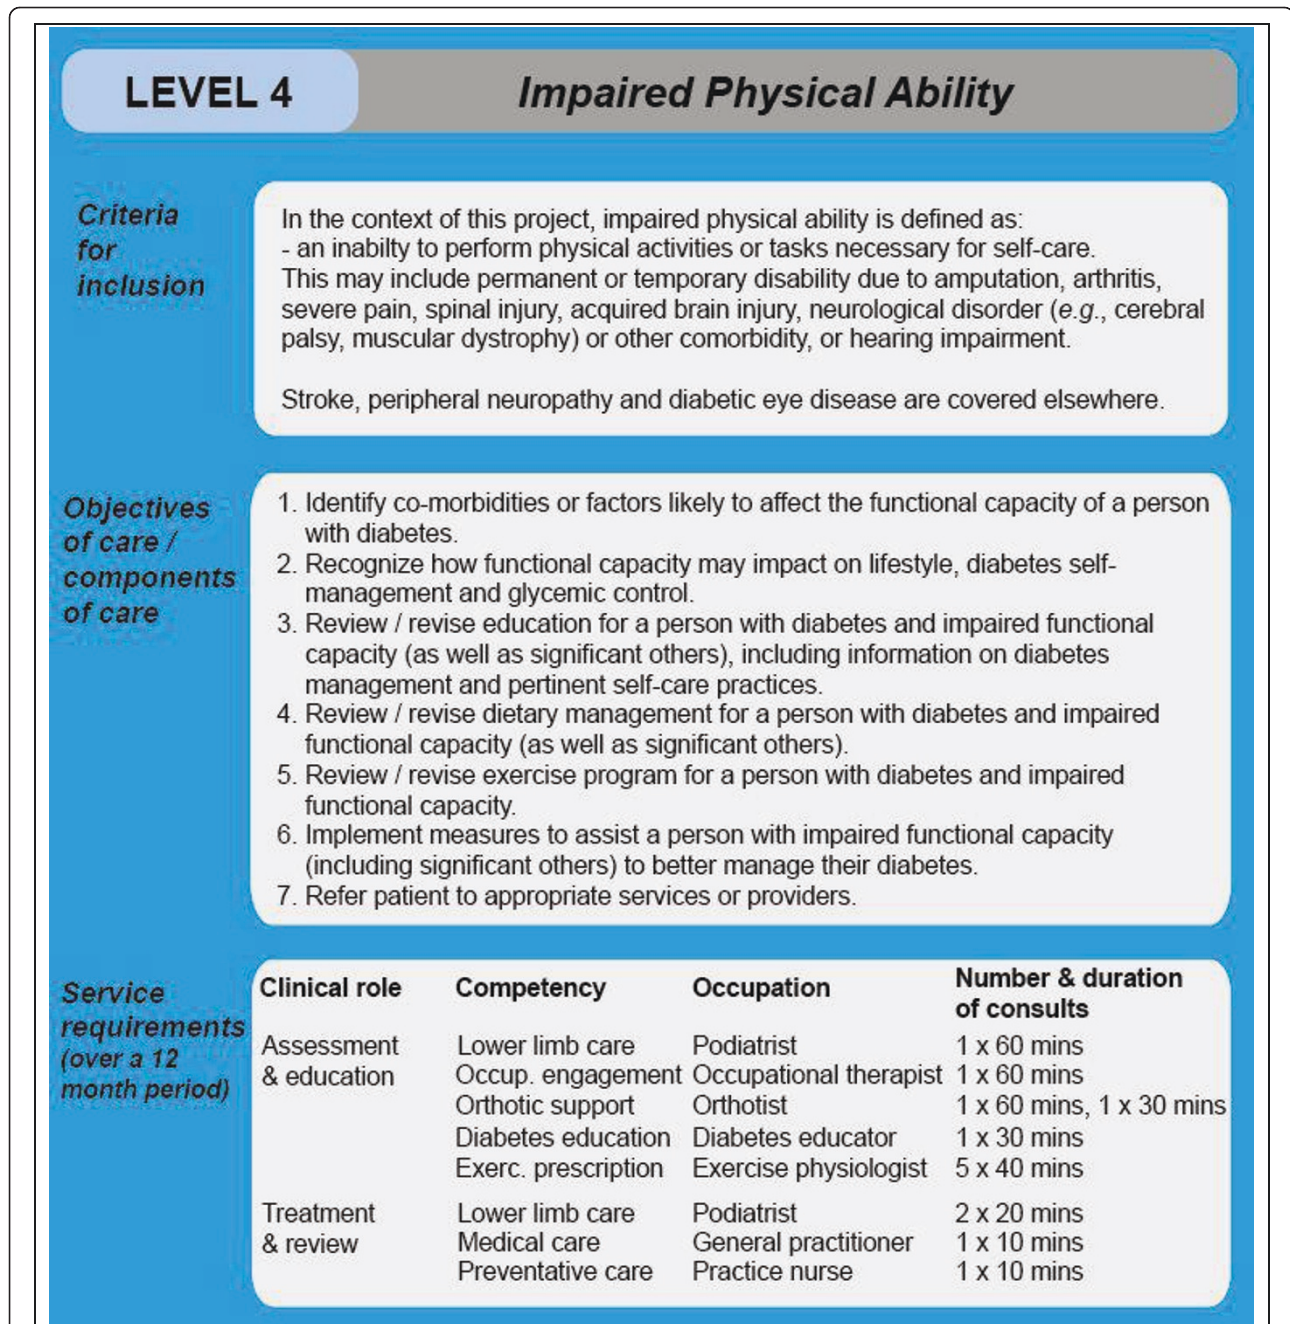 LEVEL 4
Impaired Physical Ability
Criteria
for
inclusion
In the context of this project, impaired physical ability is defined as:
- an inabilty to perform physical activities or tasks necessary for self-care.
This may include permanent or temporary disability due to amputation, arthritis,
severe pain, spinal injury, acquired brain injury, neurological disorder (e.g., cerebral
palsy, muscular dystrophy) or other comorbidity, or hearing impairment.
Stroke, peripheral neuropathy and diabetic eye disease are covered elsewhere.
Objectives
of care /
components
of care
1. Identify co-morbidities or factors likely to affect the functional capacity of a person
with diabetes.
2. Recognize how functional capacity may impact on lifestyle, diabetes self-
management and glycemic control.
3. Review / revise education for a person with diabetes and impaired functional
capacity (as well as significant others), including information on diabetes
management and pertinent self-care practices.
4. Review / revise dietary management for a person with diabetes and impaired
functional capacity (as well as significant others).
5. Review / revise exercise program for a person with diabetes and impaired
functional capacity.
6. Implement measures to assist a person with impaired functional capacity
(including significant others) to better manage their diabetes.
7. Refer patient to appropriate services or providers.
Service
requirements
(over a 12
month period)
Clinical role Competency Occupation Number & duration
of consults
Assessment Lower limb care Podiatrist 1 x 60 mins
& education Occup. engagement Occupational therapist 1 x 60 mins
Orthotic support Orthotist 1 x 60 mins, 1 x 30 mins
Diabetes education Diabetes educator 1 x 30 mins
Exerc. prescription Exercise physiologist 5 x 40 mins
Treatment Lower limb care Podiatrist 2 x 20 mins
& review Medical care General practitioner 1 x 10 mins
Preventative care Practice nurse 1 x 10 mins